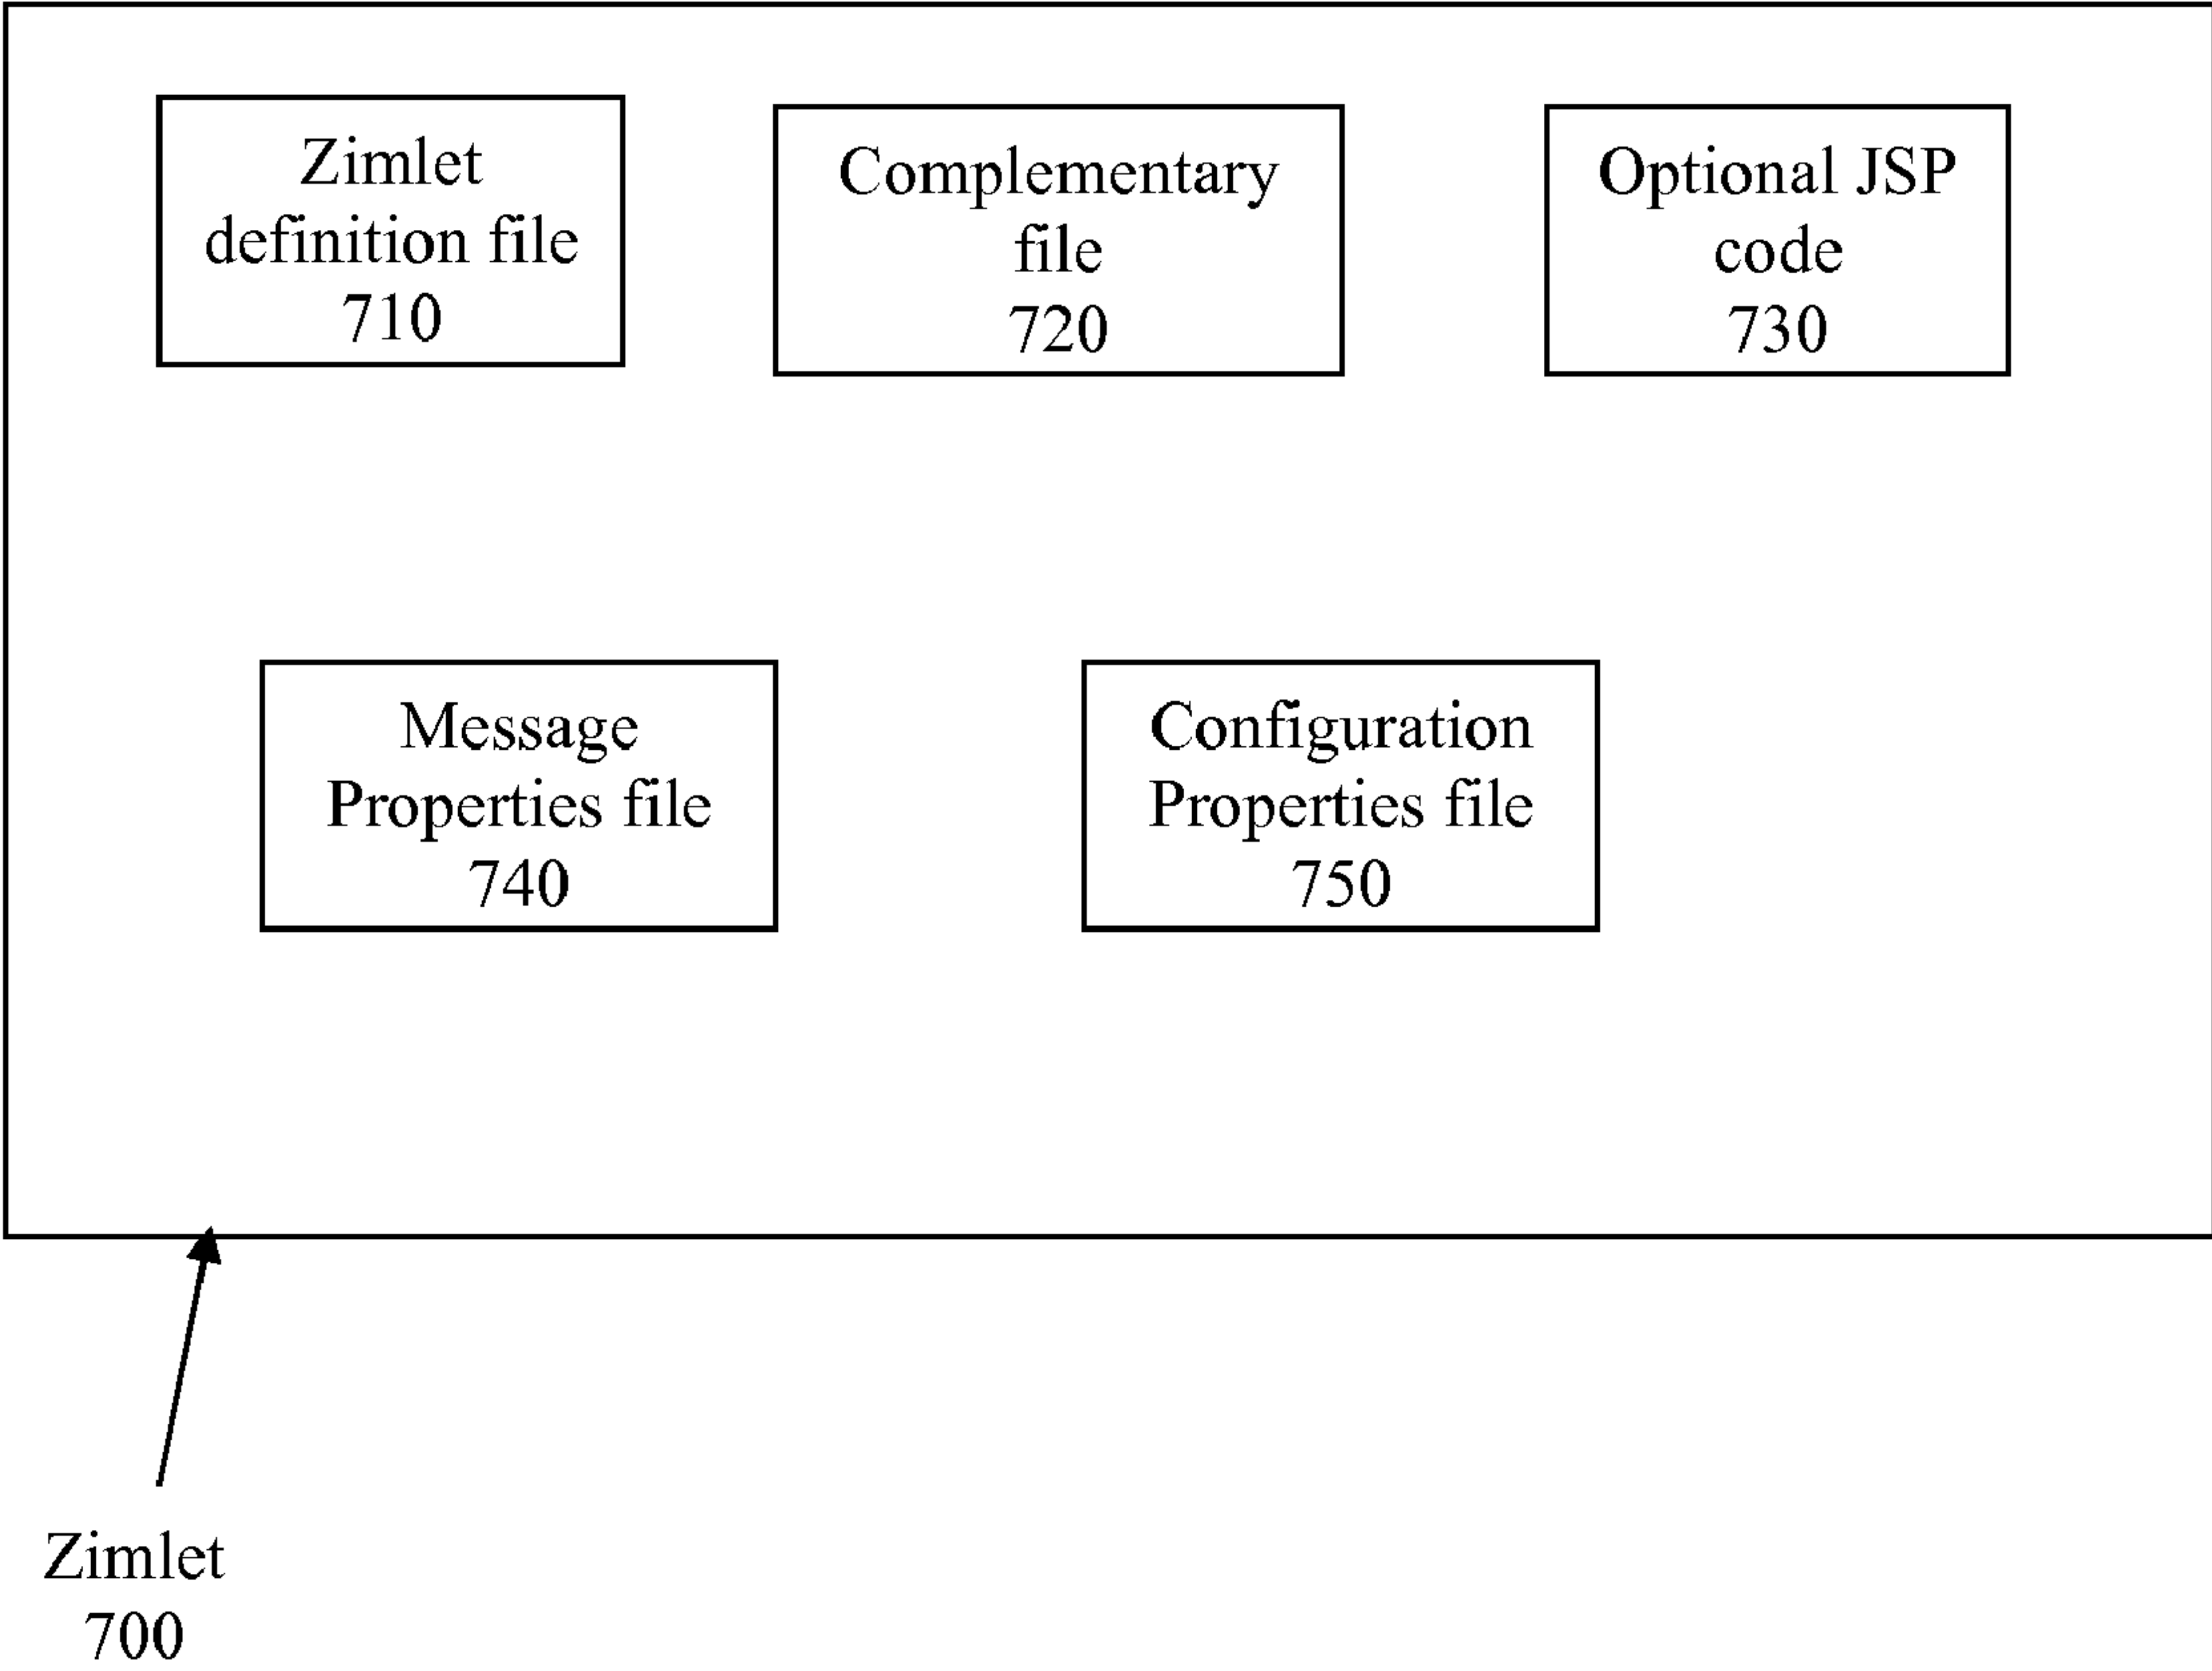 Zimlet
definition file
710
Complementary
file
720
Optional JSP
code
730
Message
Properties file
740
Configuration
Properties file
750
Zimlet
700